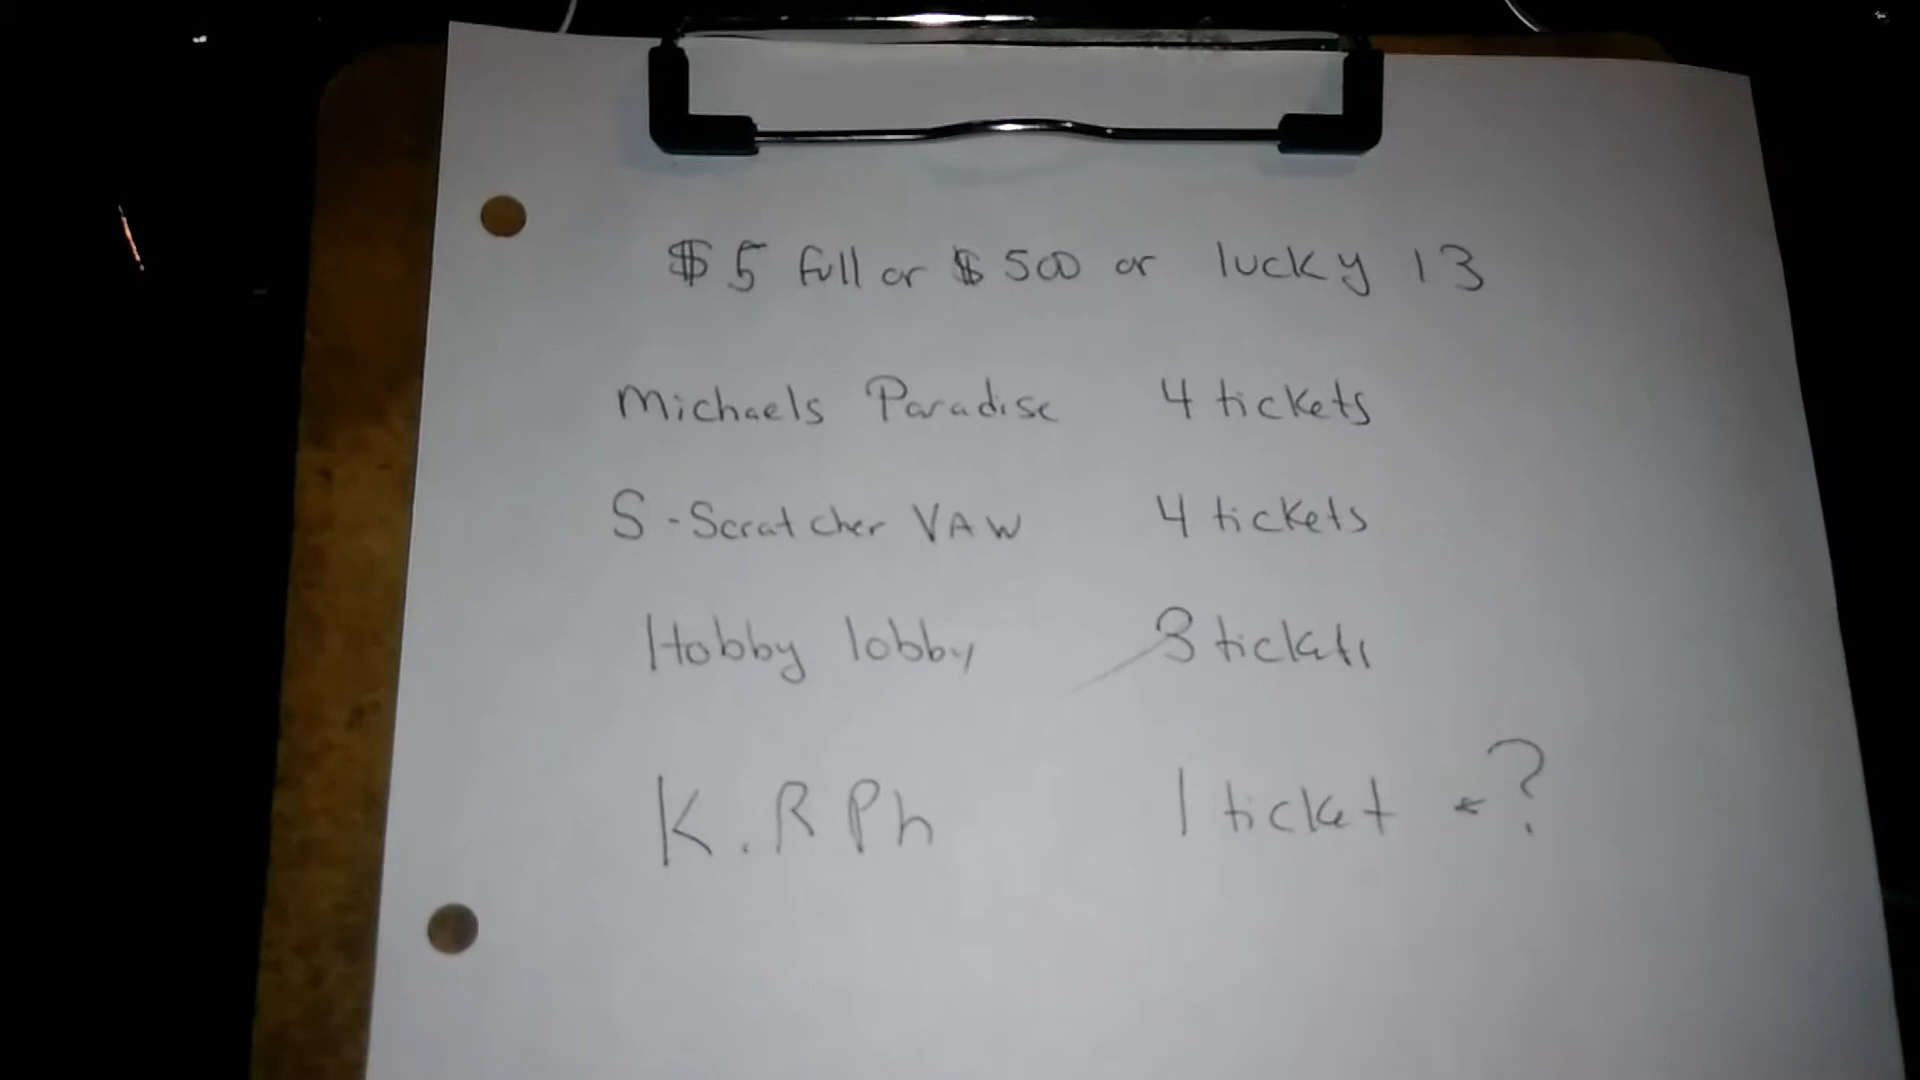 $5 full or $500 or lucky 13
Michaels Paradise 4 tickets
S-Scratcher VAW 4 tickets
Hobby lobby 3 tickets
K.RPh 1 ticket ?